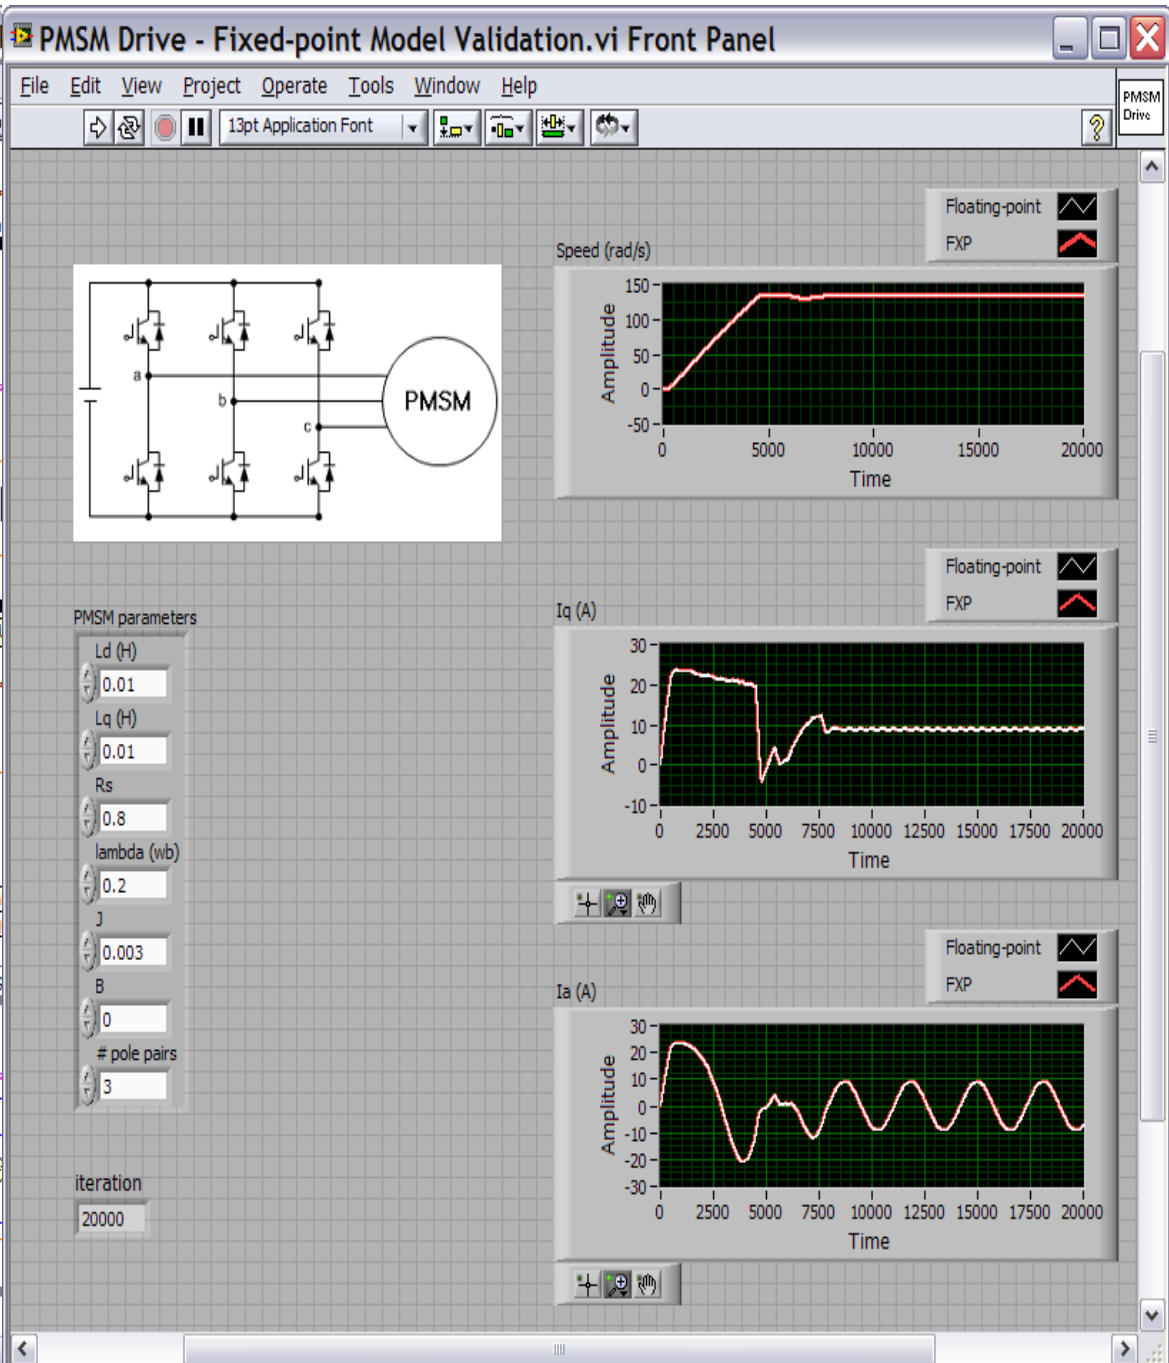 PMSM Drive - Fixed-point Model Validation.vi Front Panel
File Edit View Project Operate Tools Window Help
13pt Application Font
?
PMSM
Drive
a
b
c
PMSM
Floating-point
FXP
Speed (rad/s)
Amplitude
150
100
50
0
-50
0 5000 10000 15000 20000
Time
Floating-point
FXP
Iq (A)
Amplitude
30
20
10
0
-10
0 2500 5000 7500 10000 12500 15000 17500 20000
Time
Floating-point
FXP
Ia (A)
Amplitude
30
20
10
0
-10
-20
-30
0 2500 5000 7500 10000 12500 15000 17500 20000
Time
PMSM parameters
Ld (H)
0.01
Lq (H)
0.01
Rs
0.8
lambda (wb)
0.2
J
0.003
B
0
# pole pairs
3
iteration
20000